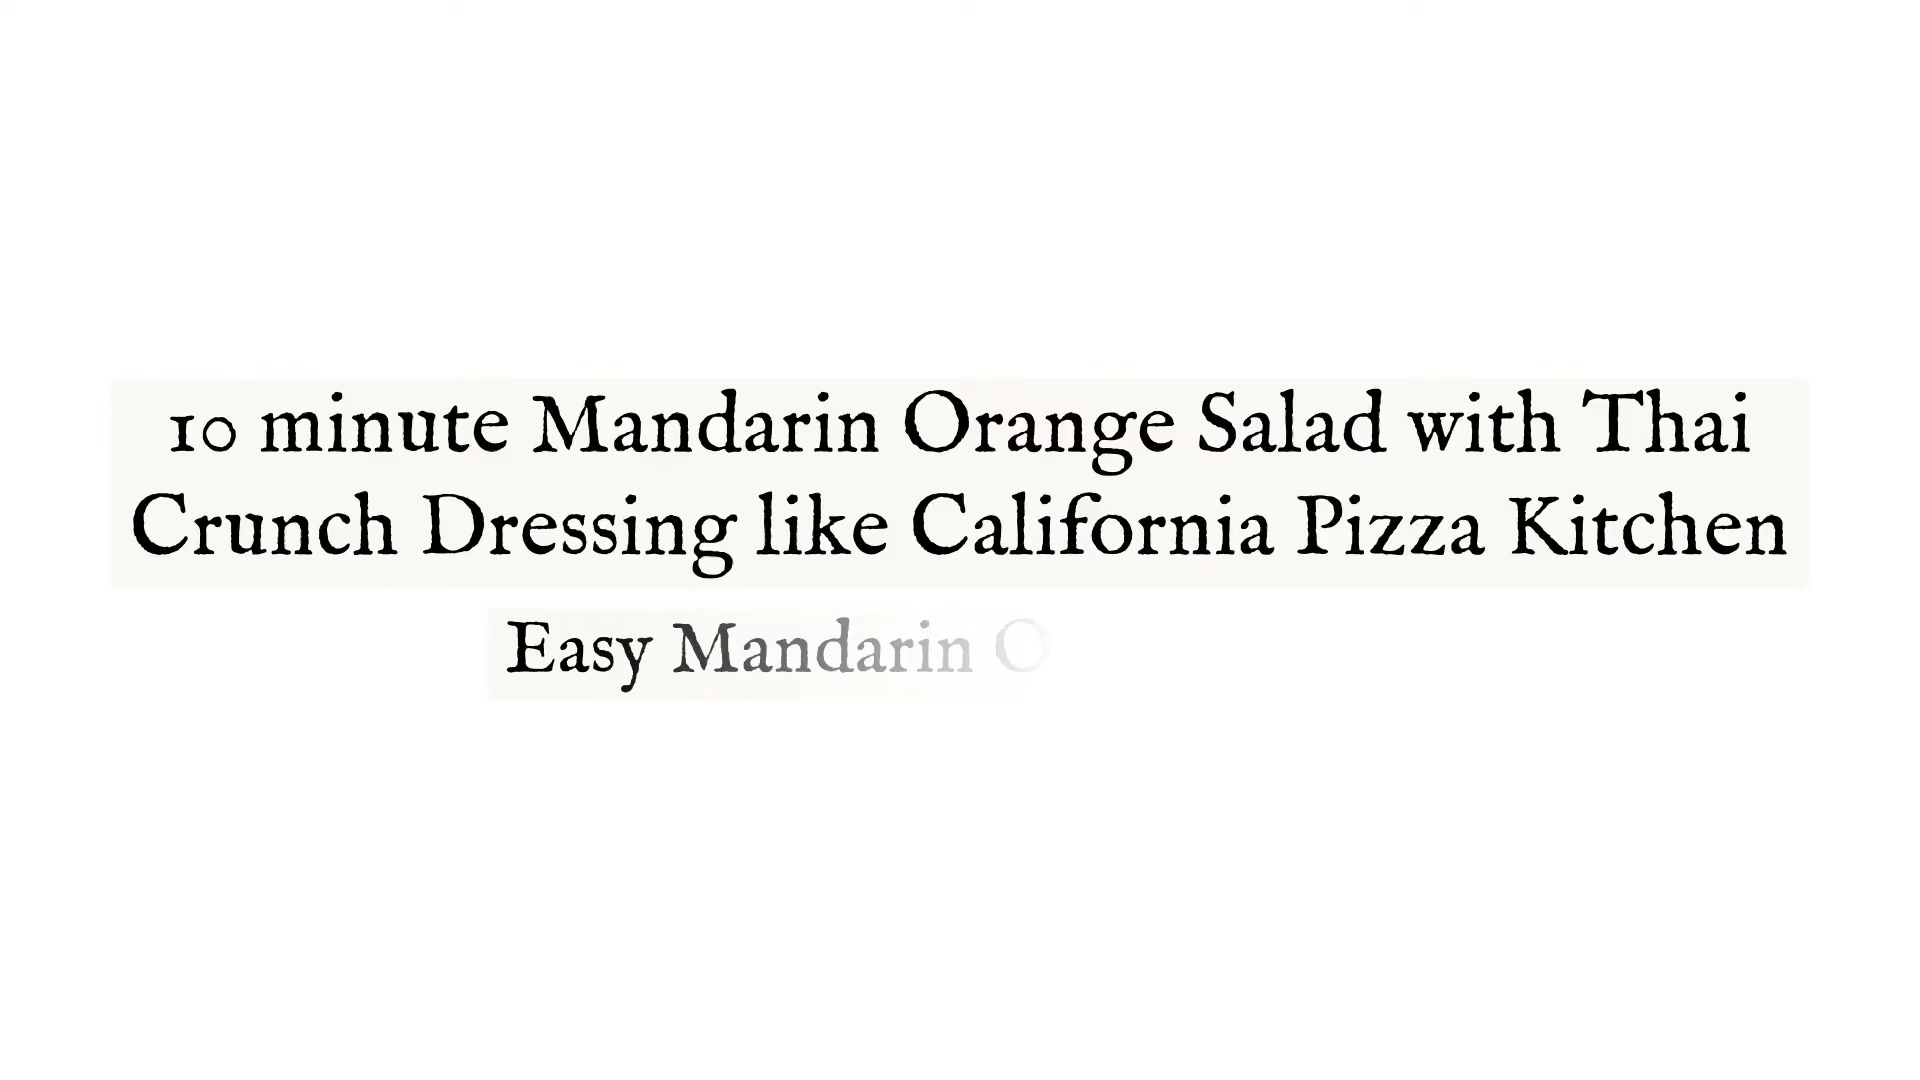 10 minute Mandarin Orange Salad with Thai
Crunch Dressing like California Pizza Kitchen
Easy Mandarin O